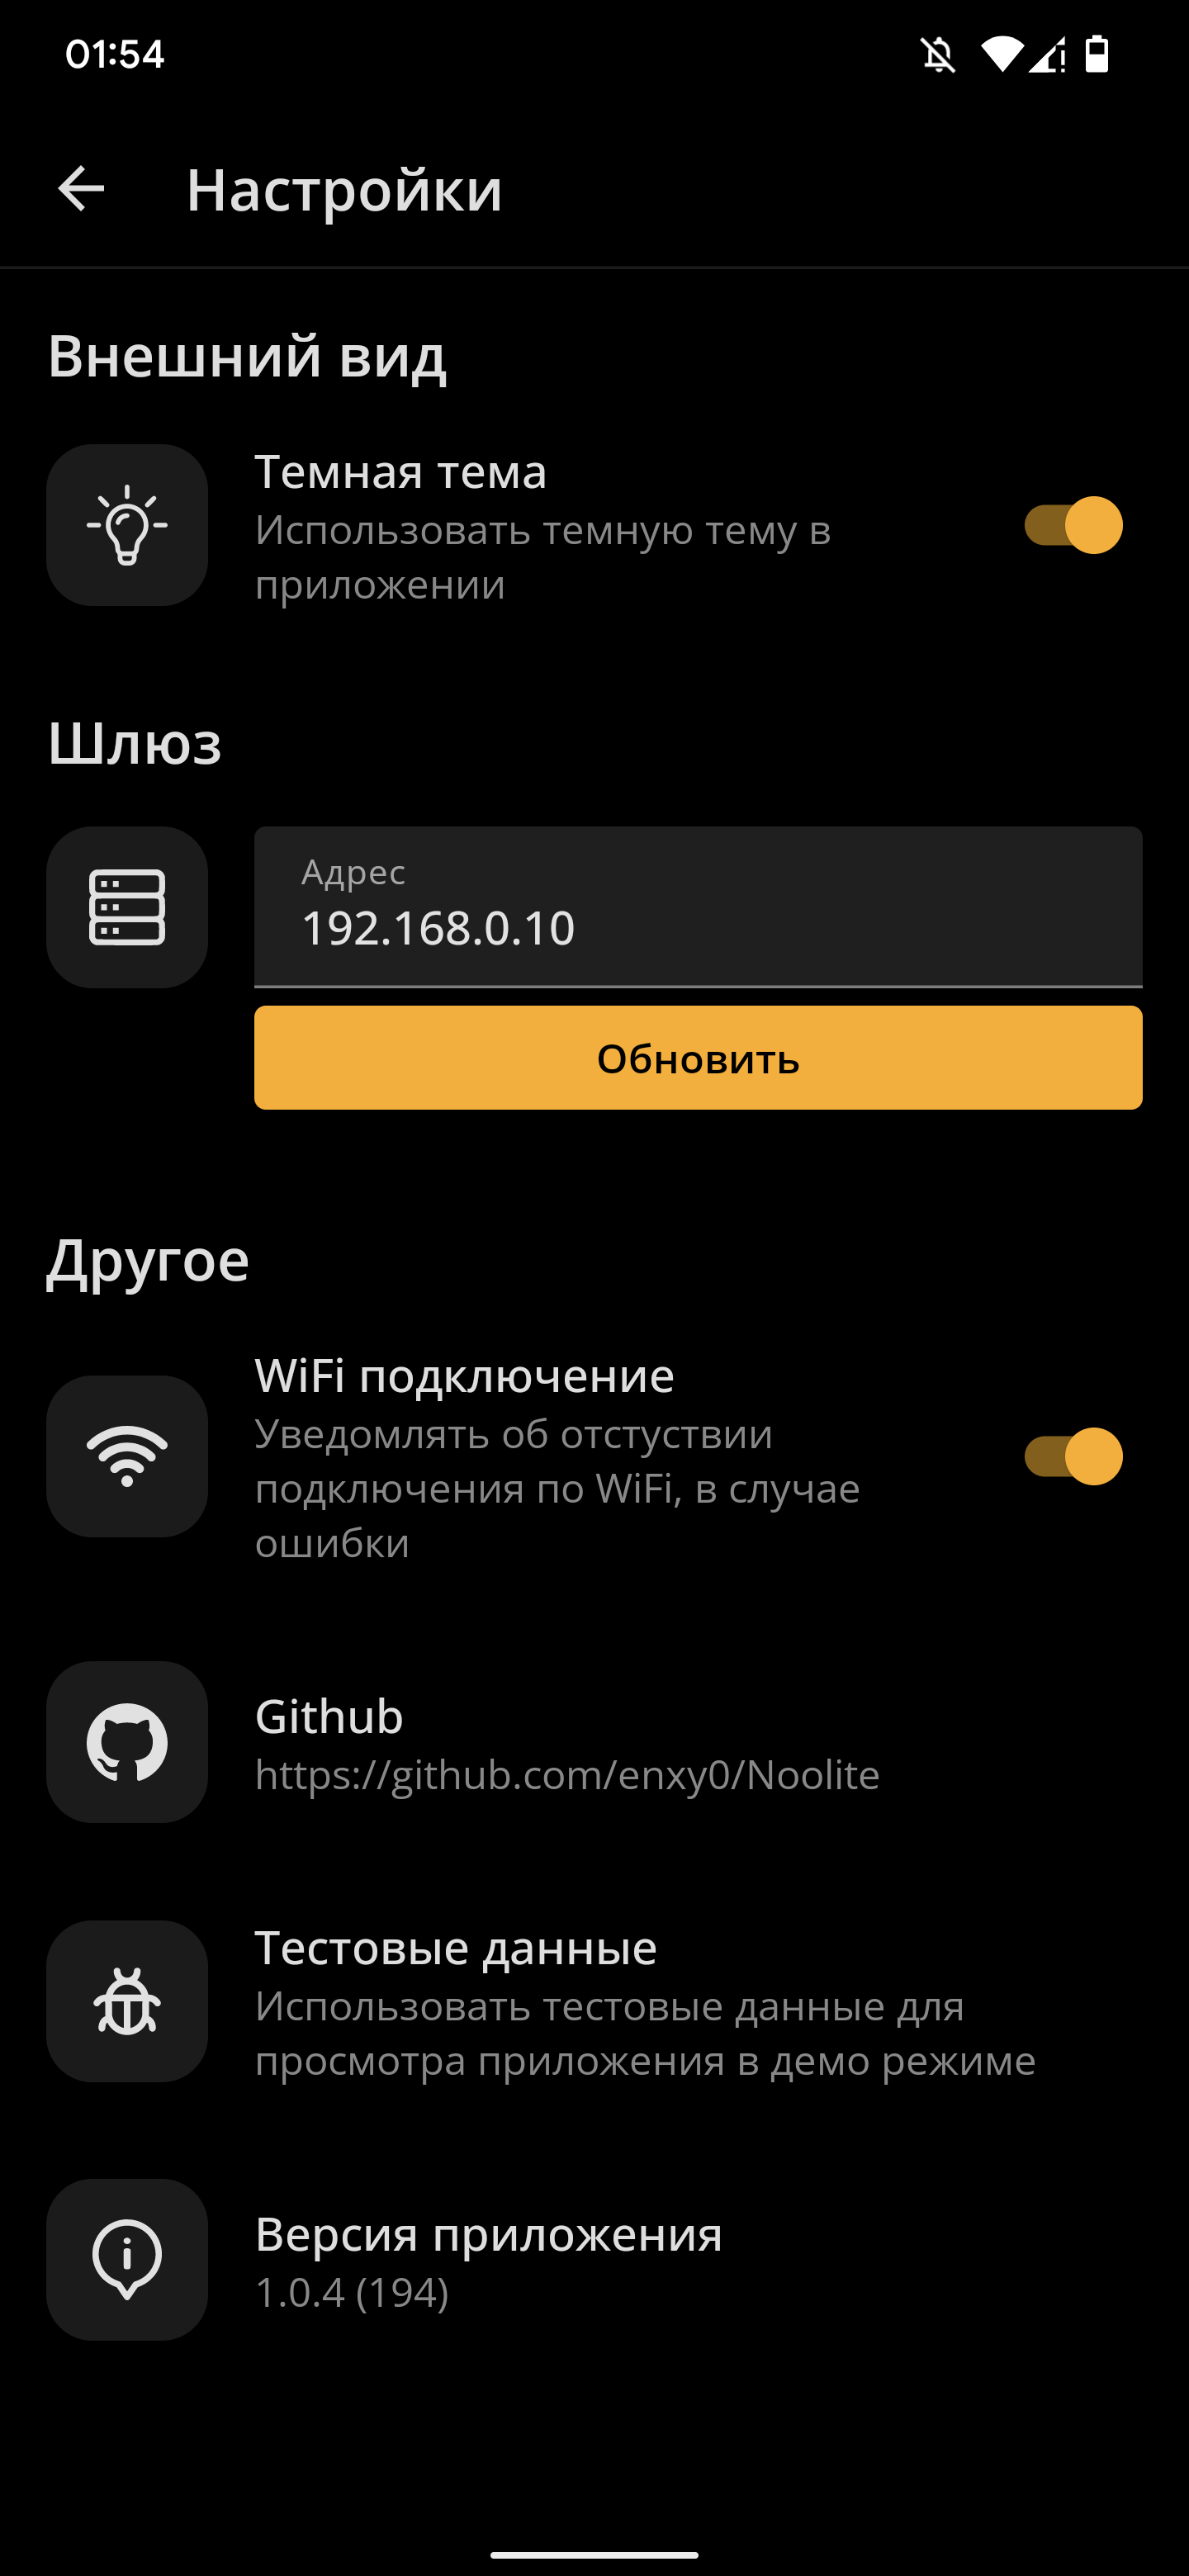 01:54
Настройки
Внешний вид
Темная тема
Использовать темную тему в
приложении
Шлюз
Адрес
192.168.0.10
Обновить
Другое
WiFi подключение
Уведомлять об отстуствии
подключения по WiFi, в случае
ошибки
Github
https://github.com/enxy0/Noolite
Тестовые данные
Использовать тестовые данные для
просмотра приложения в демо режиме
Версия приложения
1.0.4 (194)